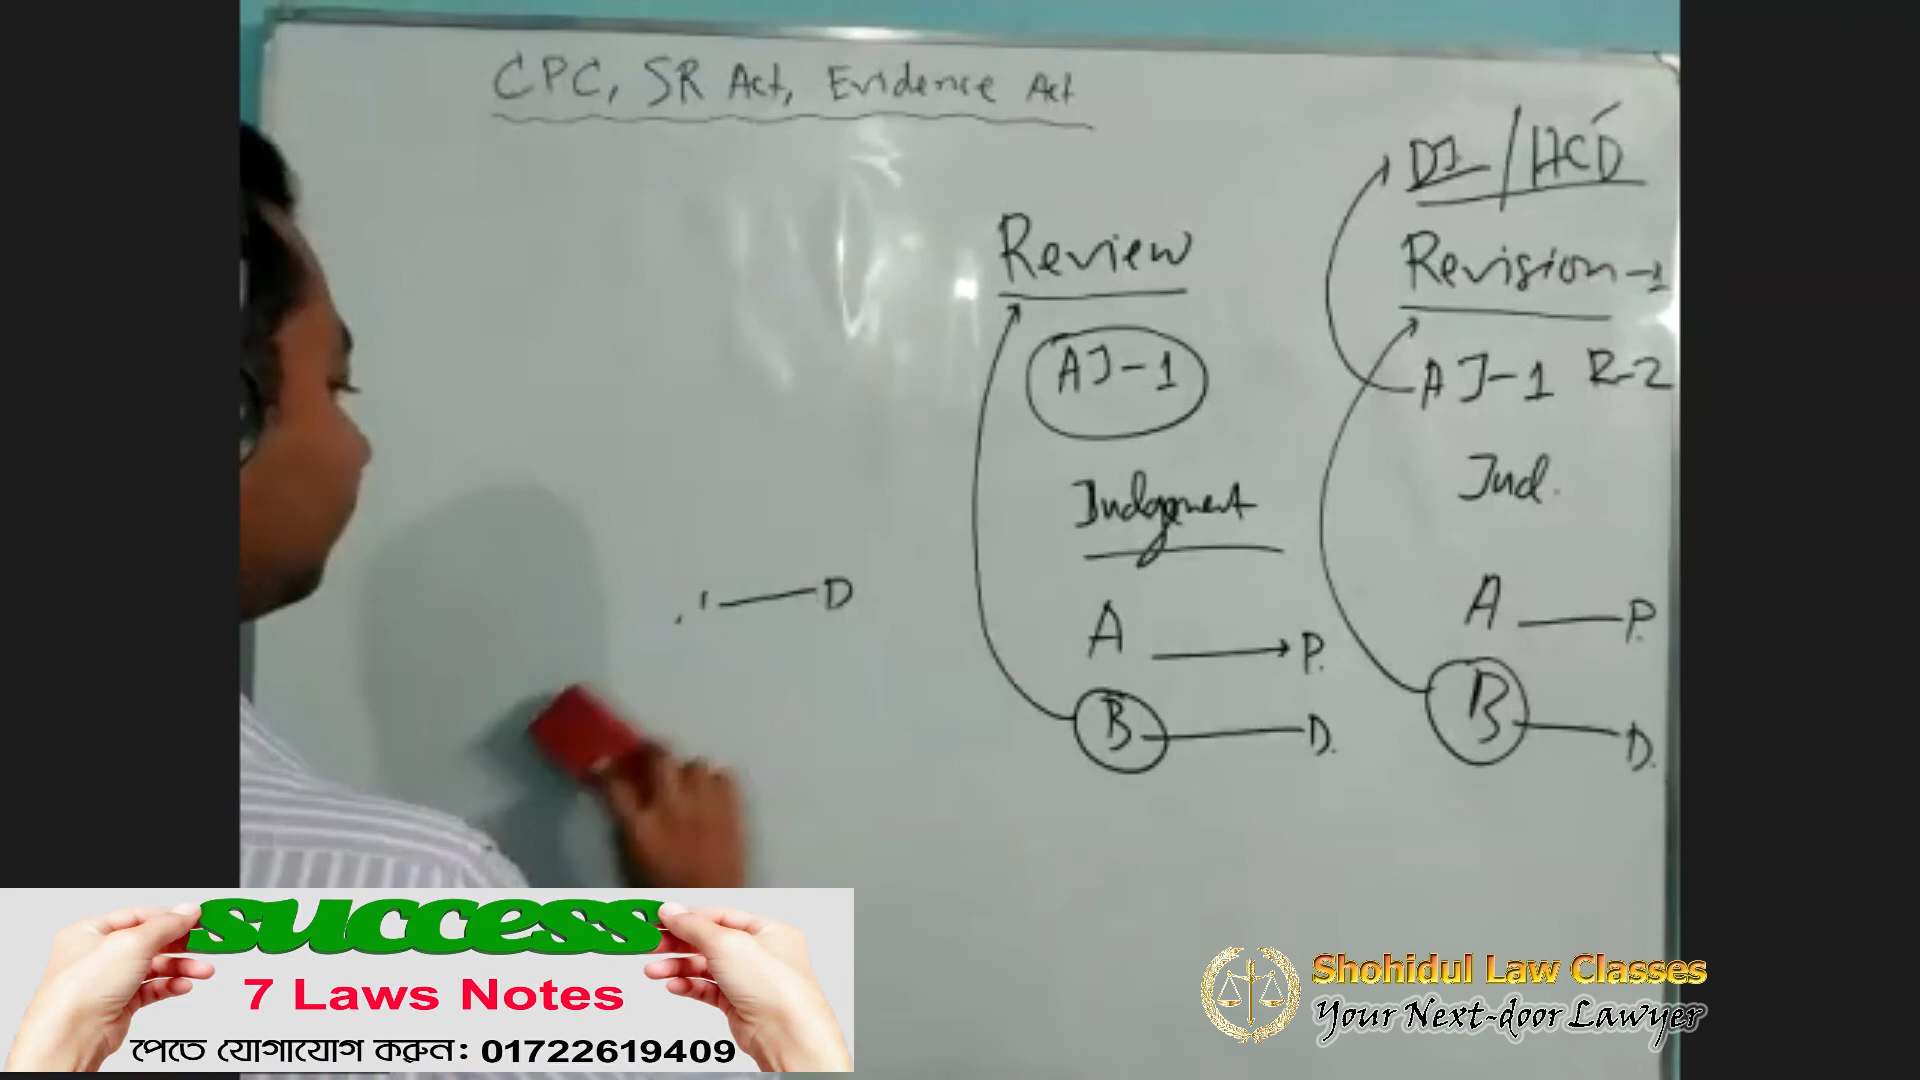 CPC, SR Act, Evidence Act
D
Review
AJ-1
Judgment
A P.
B D.
DJ/HCD
Revision-1
AJ-1 R-2
Jud.
A P.
B D.
success
7 Laws Notes
পেতে যোগাযোগ করুন: 01722619409
Shohidul Law Classes
Your Next-door Lawyer